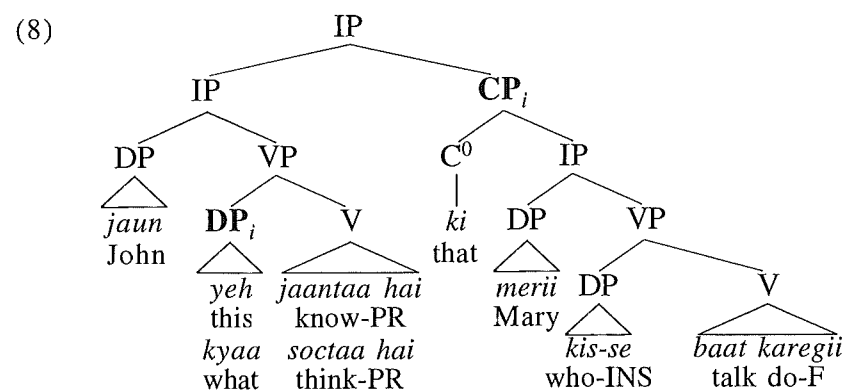 (8) IP
IP CPᵢ
DP VP C⁰ IP
jaun DPᵢ V ki DP VP
John that
yeh jaantaa hai merii DP V
this know-PR Mary
kyaa soctaa hai kis-se baat karegii
what think-PR who-INS talk do-F